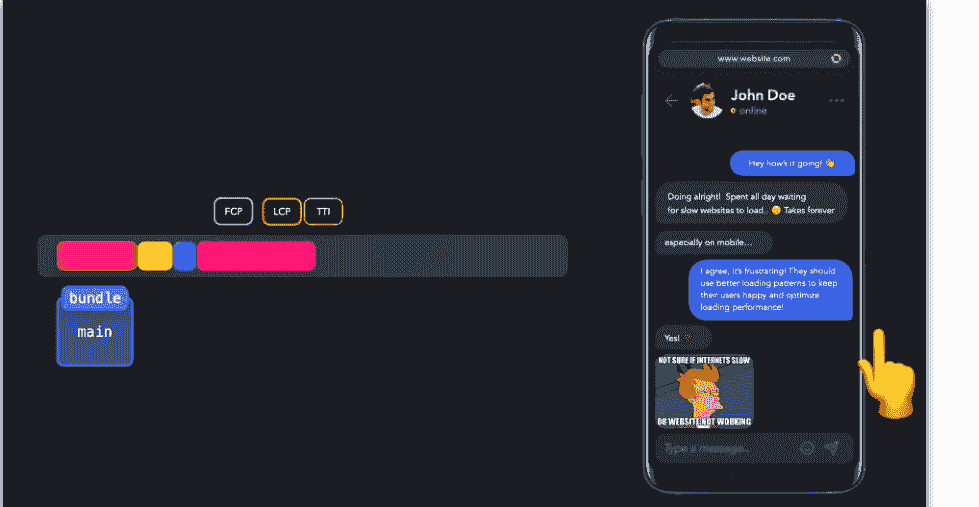 FCP
LCP
TTI
bundle
main
www.website.com
John Doe
online
Hey how's it going! 👋
Doing alright! Spent all day waiting
for slow websites to load.. 🙄 Takes forever
especially on mobile...
I agree, it's frustrating! They should
use better loading patterns to keep
their users happy and optimize
loading performance!
Yes!
NOT SURE IF INTERNETS SLOW
OR WEBSITE NOT WORKING
Type a message..